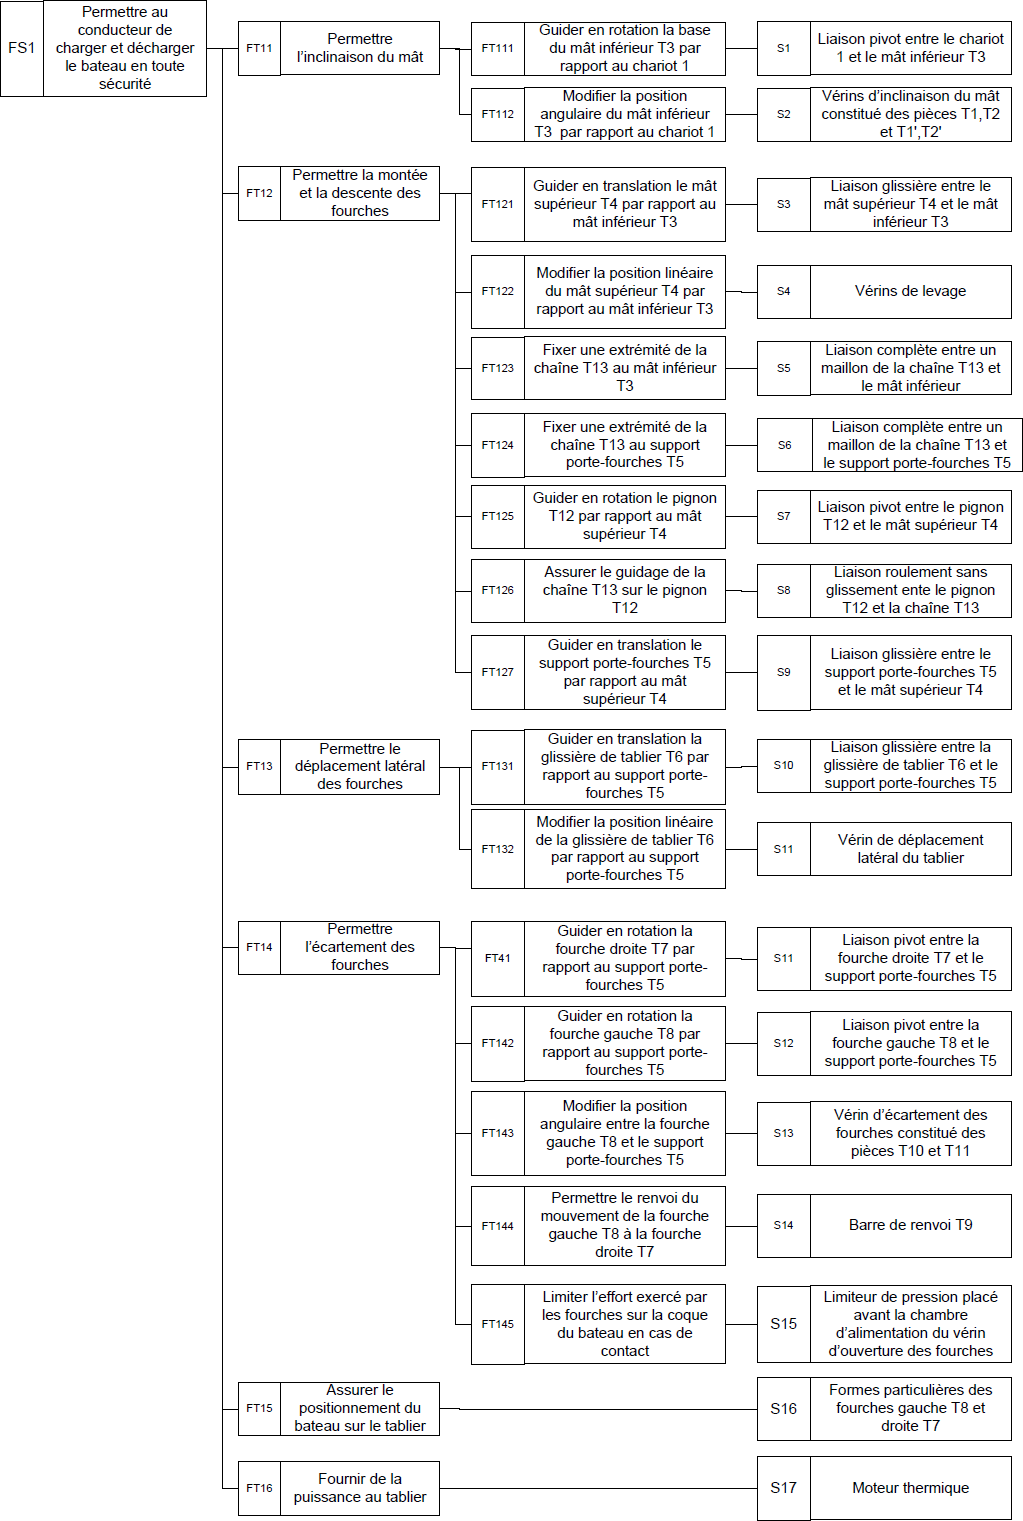 FS1
Permettre au
conducteur de
charger et décharger
le bateau en toute
sécurité
FT11
Permettre
l'inclinaison du mât
FT111
Guider en rotation la base
du mât inférieur T3 par
rapport au chariot 1
S1
Liaison pivot entre le chariot
1 et le mât inférieur T3
FT112
Modifier la position
angulaire du mât inférieur
T3 par rapport au chariot 1
S2
Vérins d'inclinaison du mât
constitué des pièces T1,T2
et T1',T2'
FT12
Permettre la montée
et la descente des
fourches
FT121
Guider en translation le mât
supérieur T4 par rapport au
mât inférieur T3
S3
Liaison glissière entre le
mât supérieur T4 et le mât
inférieur T3
FT122
Modifier la position linéaire
du mât supérieur T4 par
rapport au mât inférieur T3
S4
Vérins de levage
FT123
Fixer une extrémité de la
chaîne T13 au mât inférieur
T3
S5
Liaison complète entre un
maillon de la chaîne T13 et
le mât inférieur
FT124
Fixer une extrémité de la
chaîne T13 au support
porte-fourches T5
S6
Liaison complète entre un
maillon de la chaîne T13 et
le support porte-fourches T5
FT125
Guider en rotation le pignon
T12 par rapport au mât
supérieur T4
S7
Liaison pivot entre le pignon
T12 et le mât supérieur T4
FT126
Assurer le guidage de la
chaîne T13 sur le pignon
T12
S8
Liaison roulement sans
glissement ente le pignon
T12 et la chaîne T13
FT127
Guider en translation le
support porte-fourches T5
par rapport au mât
supérieur T4
S9
Liaison glissière entre le
support porte-fourches T5
et le mât supérieur T4
FT13
Permettre le
déplacement latéral
des fourches
FT131
Guider en translation la
glissière de tablier T6 par
rapport au support porte-
fourches T5
S10
Liaison glissière entre la
glissière de tablier T6 et le
support porte-fourches T5
FT132
Modifier la position linéaire
de la glissière de tablier T6
par rapport au support
porte-fourches T5
S11
Vérin de déplacement
latéral du tablier
FT14
Permettre
l'écartement des
fourches
FT41
Guider en rotation la
fourche droite T7 par
rapport au support porte-
fourches T5
S11
Liaison pivot entre la
fourche droite T7 et le
support porte-fourches T5
FT142
Guider en rotation la
fourche gauche T8 par
rapport au support porte-
fourches T5
S12
Liaison pivot entre la
fourche gauche T8 et le
support porte-fourches T5
FT143
Modifier la position
angulaire entre la fourche
gauche T8 et le support
porte-fourches T5
S13
Vérin d'écartement des
fourches constitué des
pièces T10 et T11
FT144
Permettre le renvoi du
mouvement de la fourche
gauche T8 à la fourche
droite T7
S14
Barre de renvoi T9
FT145
Limiter l'effort exercé par
les fourches sur la coque
du bateau en cas de
contact
S15
Limiteur de pression placé
avant la chambre
d'alimentation du vérin
d'ouverture des fourches
FT15
Assurer le
positionnement du
bateau sur le tablier
S16
Formes particulières des
fourches gauche T8 et
droite T7
FT16
Fournir de la
puissance au tablier
S17
Moteur thermique